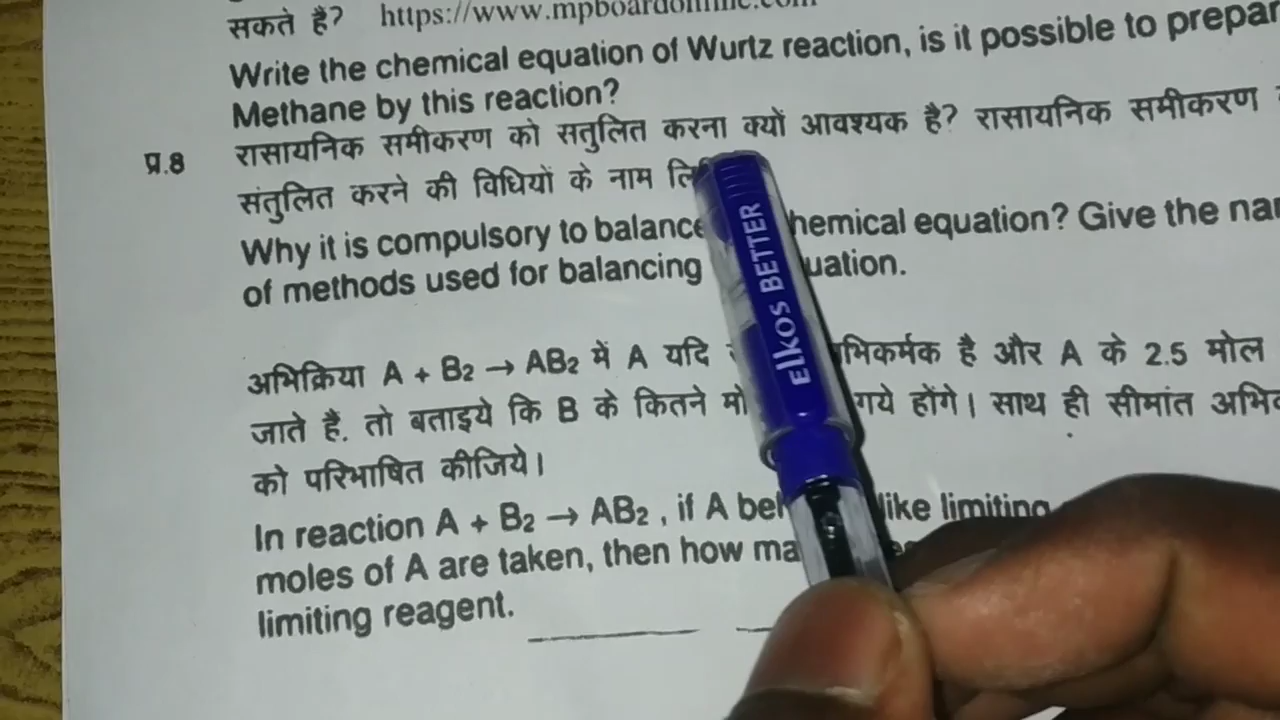 सकते है? https://www.mpboardonline.com
Write the chemical equation of Wurtz reaction, is it possible to prepar
Methane by this reaction?
प्र.8 रासायनिक समीकरण को सतुलित करना क्यों आवश्यक है? रासायनिक समीकरण
संतुलित करने की विधियों के नाम लि
Why it is compulsory to balance hemical equation? Give the nar
of methods used for balancing uation.
अभिक्रिया A + B₂ → AB₂ में A यदि भिकर्मक है और A के 2.5 मोल
जाते है. तो बताइये कि B के कितने मो गये होंगे। साथ ही सीमांत अभिक
को परिभाषित कीजिये।
In reaction A + B₂ → AB₂ , if A be like limiting
moles of A are taken, then how ma
limiting reagent.
Elkos BETTER